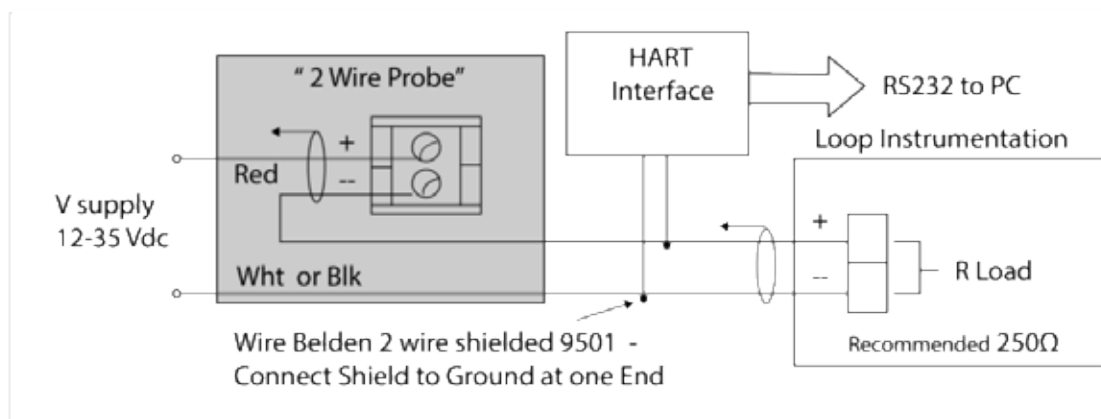 “ 2 Wire Probe”
+
--
Red
V supply
12-35 Vdc
Wht or Blk
HART
Interface
RS232 to PC
Loop Instrumentation
+
--
R Load
Recommended 250Ω
Wire Belden 2 wire shielded 9501 -
Connect Shield to Ground at one End